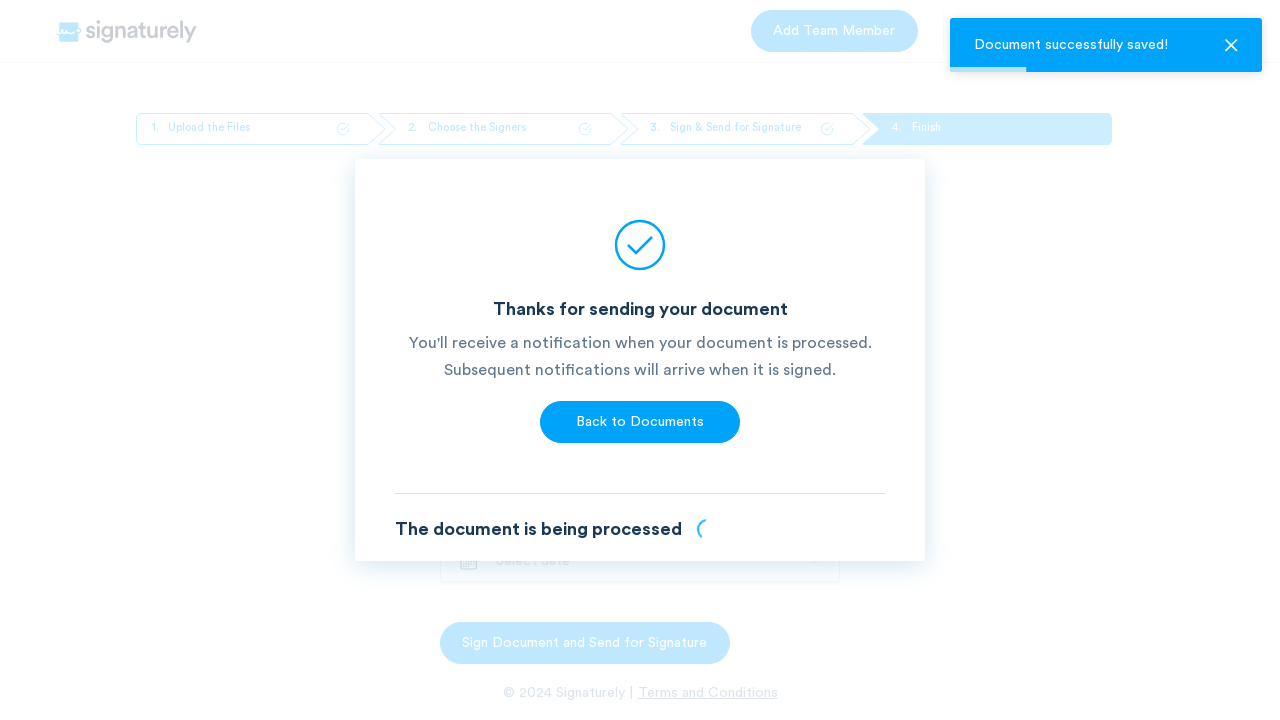 signaturely
Add Team Member
Document successfully saved!
1. Upload the Files
2. Choose the Signers
3. Sign & Send for Signature
4. Finish
Thanks for sending your document
You'll receive a notification when your document is processed.
Subsequent notifications will arrive when it is signed.
Back to Documents
The document is being processed
Select date
Sign Document and Send for Signature
© 2024 Signaturely | Terms and Conditions